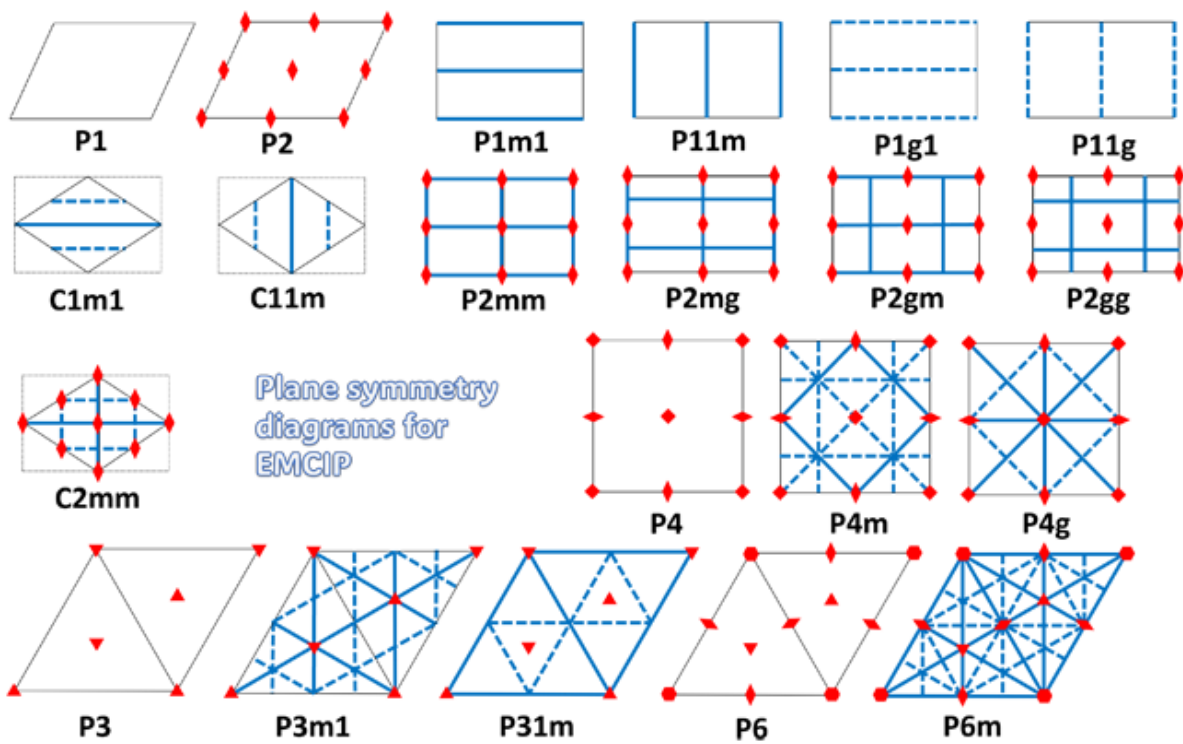 P1 P2 P1m1 P11m P1g1 P11g
C1m1 C11m P2mm P2mg P2gm P2gg
Plane symmetry
diagrams for
EMCIP
C2mm P4 P4m P4g
P3 P3m1 P31m P6 P6m